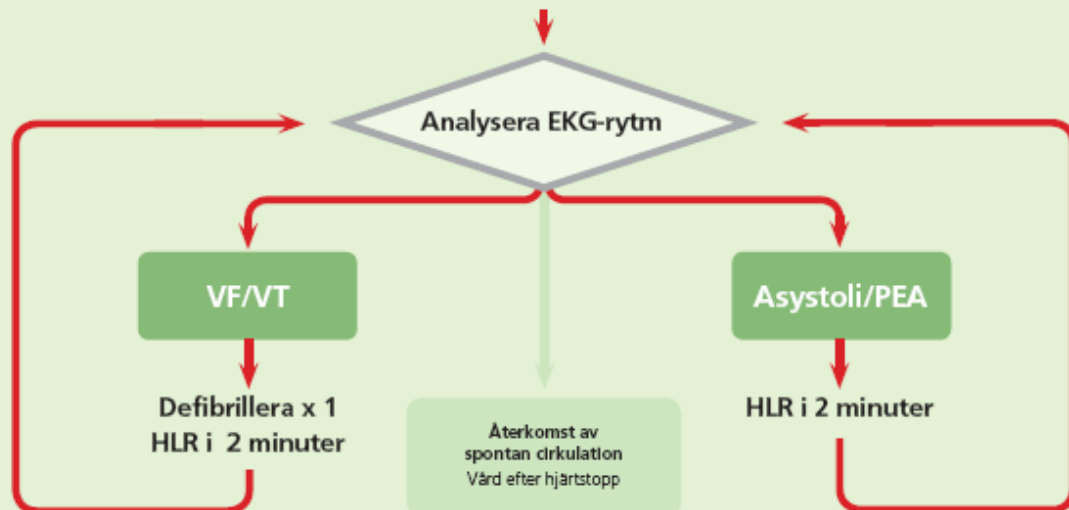 Analysera EKG-rytm
VF/VT
Asystoli/PEA
Defibrillera x 1
HLR i 2 minuter
HLR i 2 minuter
Återkomst av
spontan cirkulation
Vård efter hjärtstopp